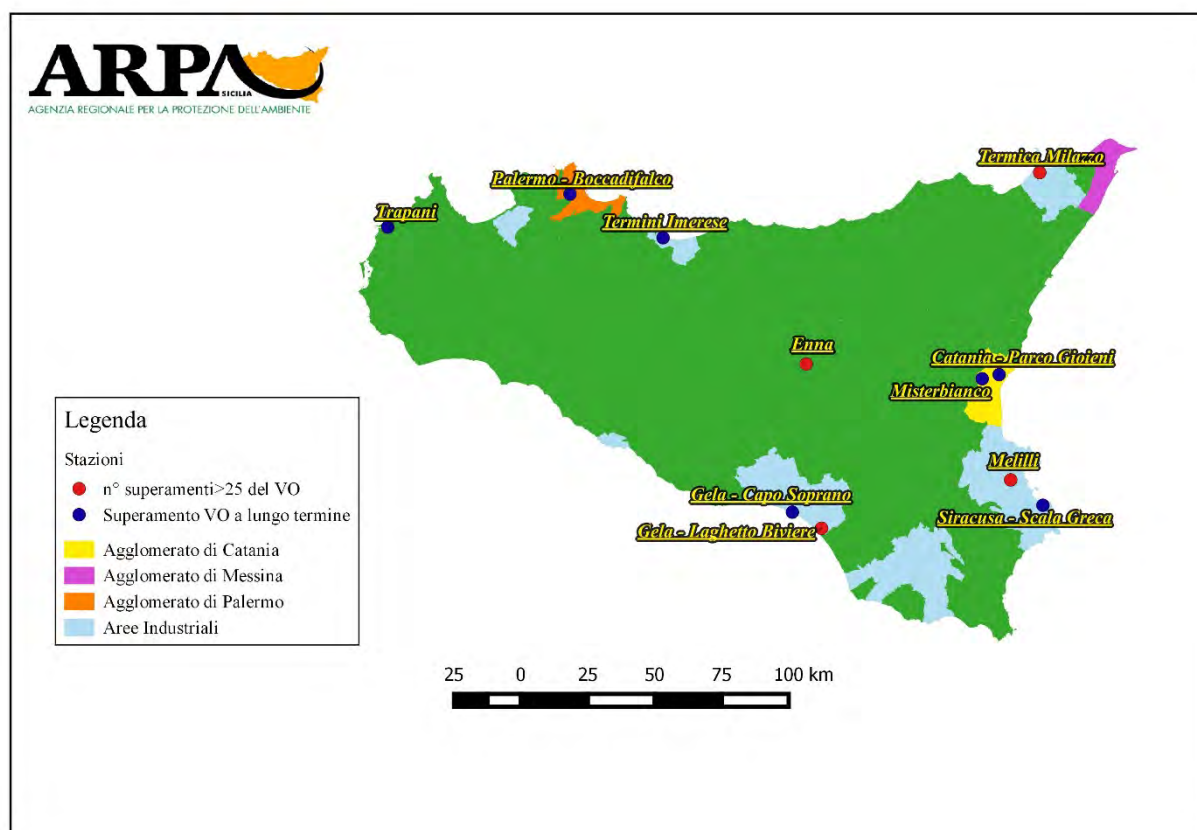 ARPA
SICILIA
AGENZIA REGIONALE PER LA PROTEZIONE DELL'AMBIENTE
Termica Milazzo
Palermo - Boccadifalco
Trapani
Termini Imerese
Enna
Catania - Parco Gioieni
Misterbianco
Melilli
Gela - Capo Soprano
Siracusa - Scala Greca
Gela - Laghetto Biviere
Legenda
Stazioni
n° superamenti>25 del VO
Superamento VO a lungo termine
Agglomerato di Catania
Agglomerato di Messina
Agglomerato di Palermo
Aree Industriali
25 0 25 50 75 100 km